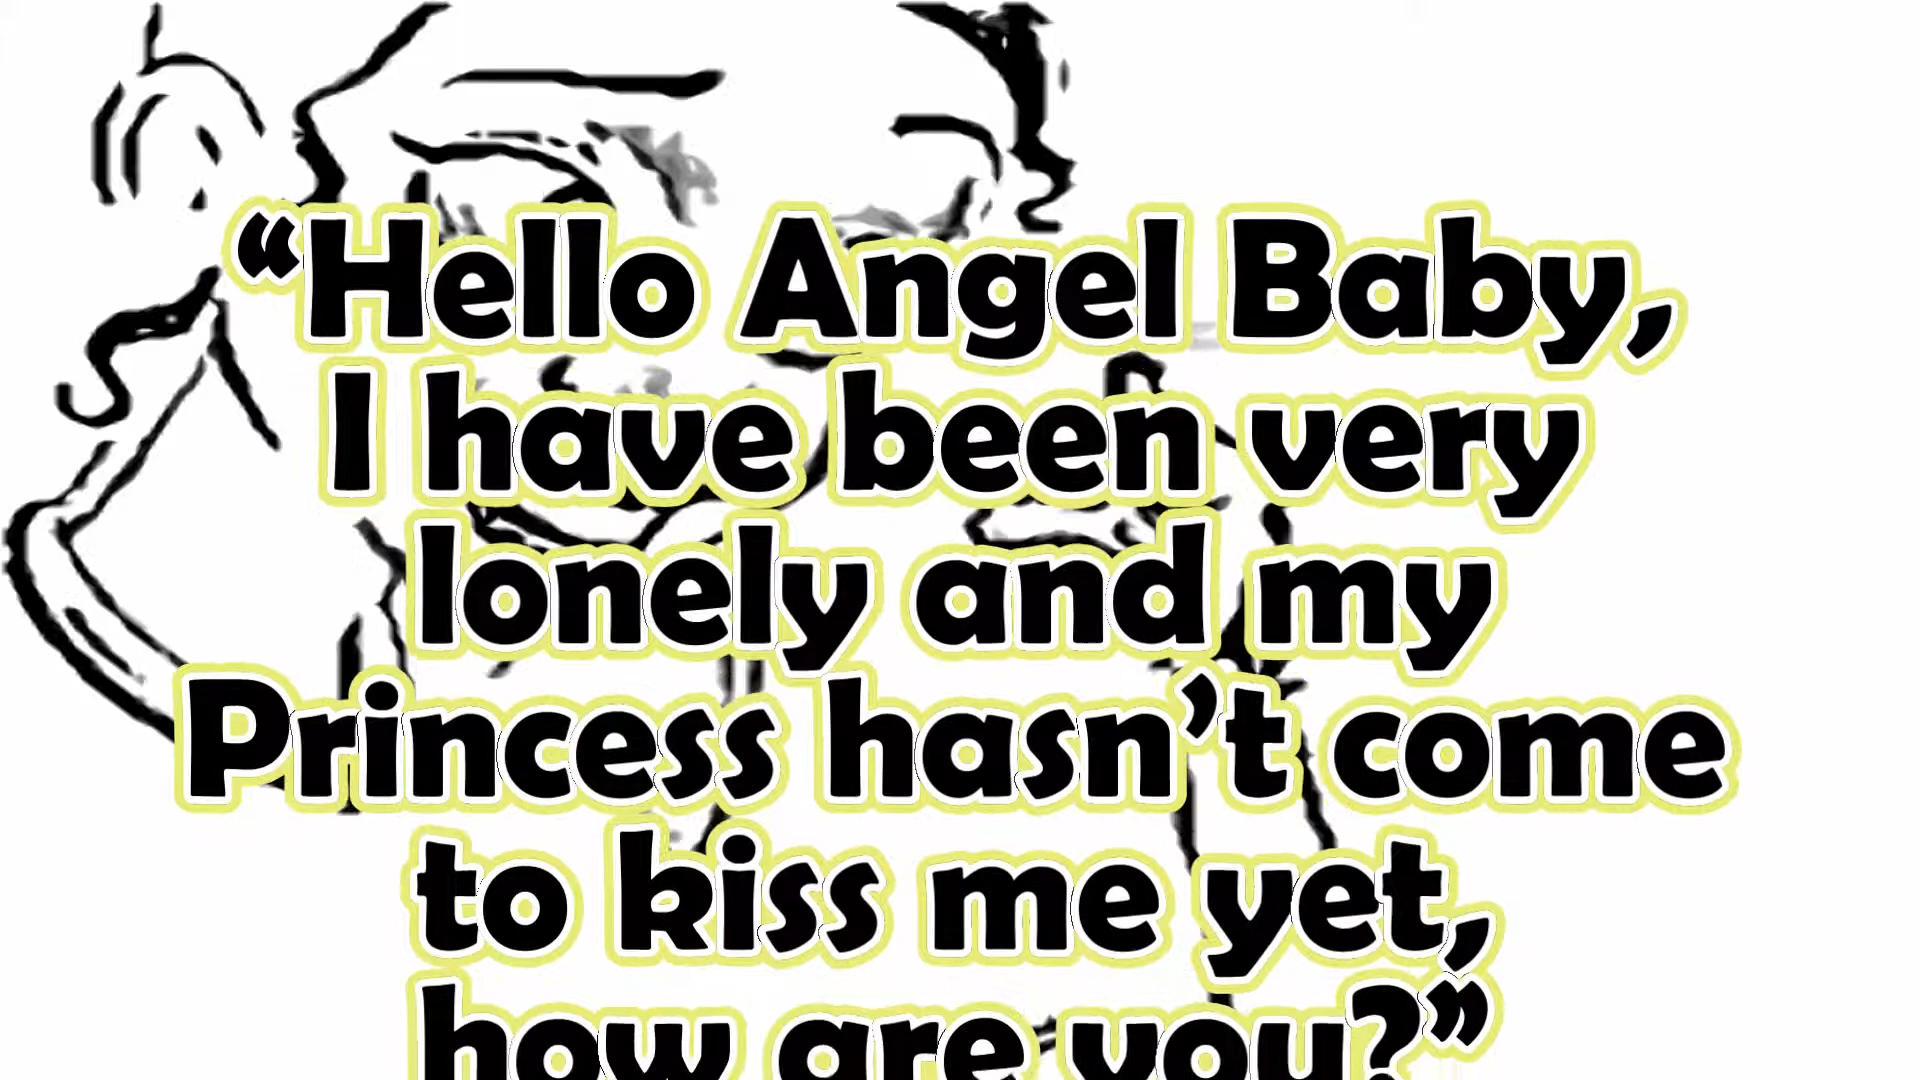 “Hello Angel Baby,
I have been very
lonely and my
Princess hasn’t come
to kiss me yet,
how are you?”